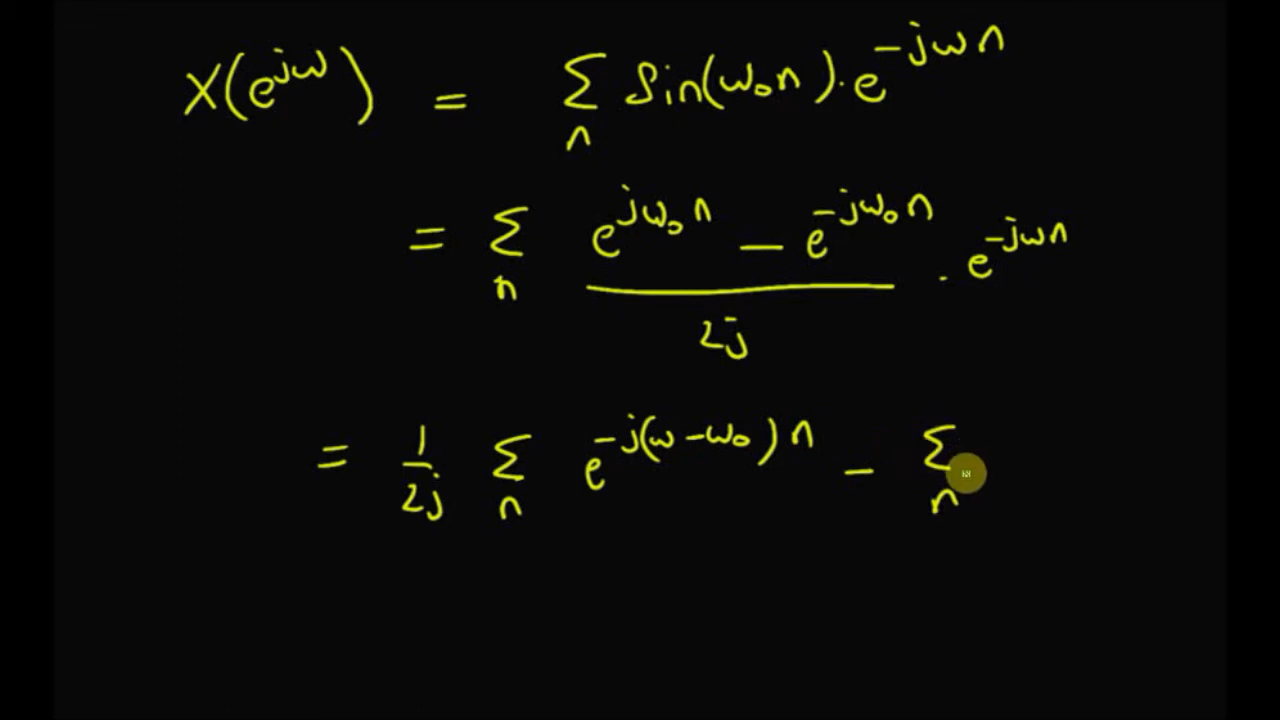 X(e^{jω}) = Σ_n Sin(ω₀n)·e^{-jωn}
= Σ_n (e^{jω₀n} − e^{-jω₀n}) / 2j · e^{-jωn}
= 1/2j Σ_n e^{-j(ω-ω₀)n} − Σ_n